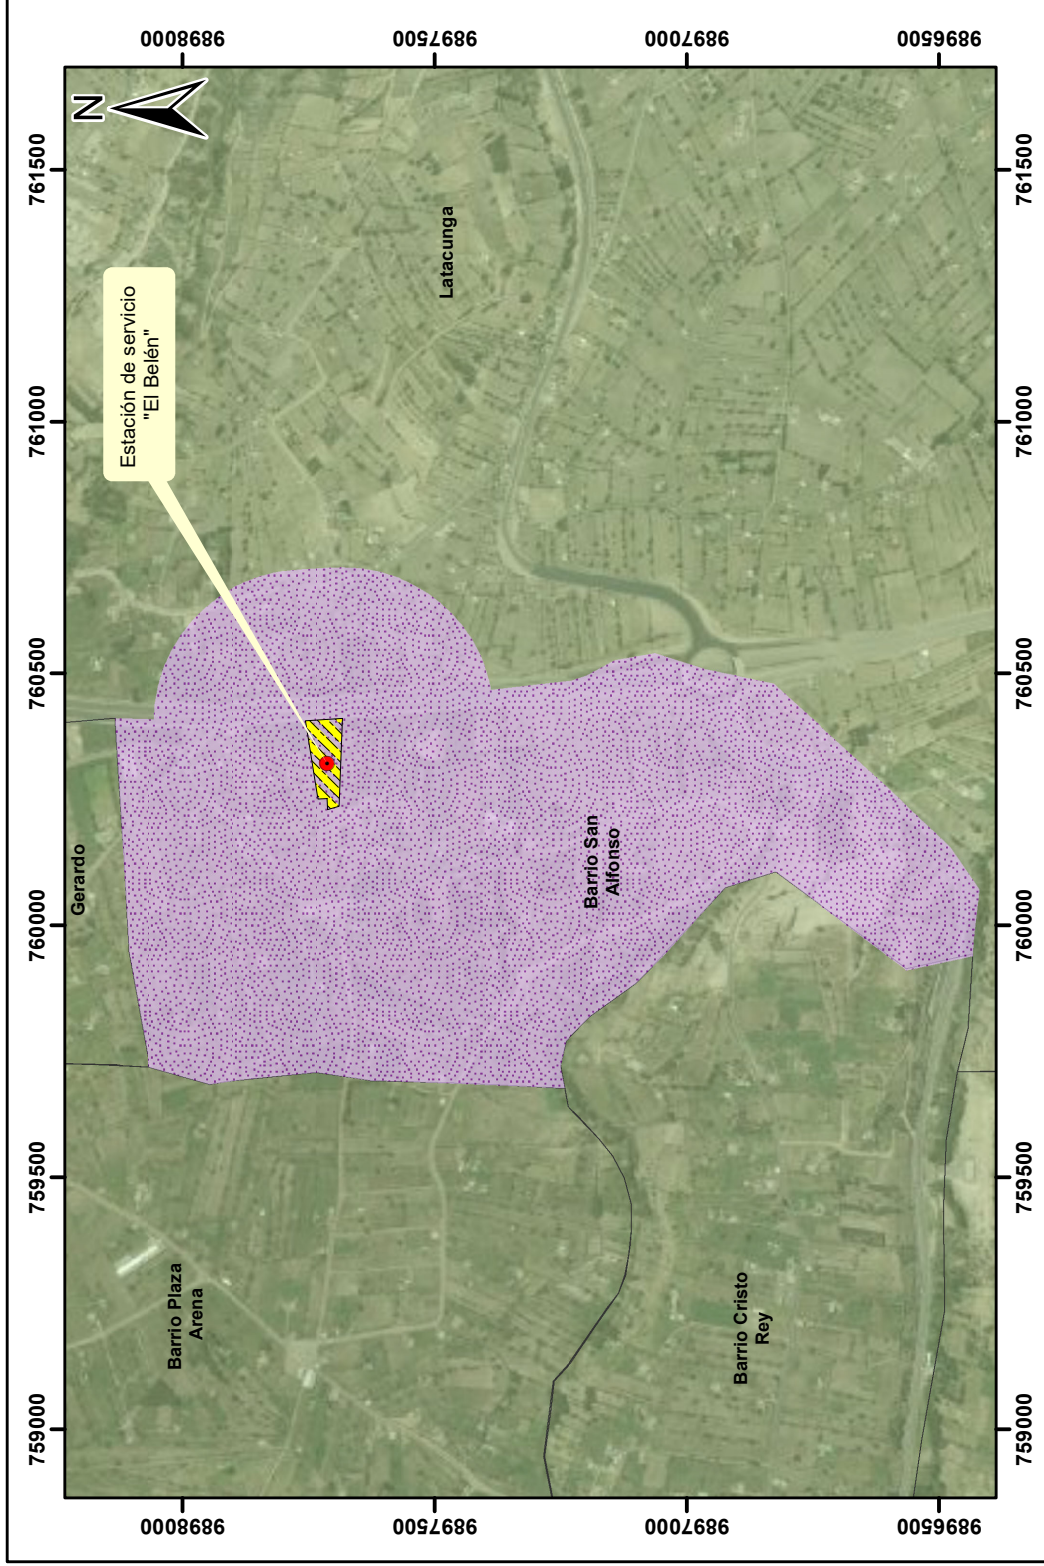 759000 759500 760000 760500 761000 761500
N
Gerardo
Estación de servicio
"El Belén"
Barrio Plaza
Arena
9898000 9898000
Latacunga
9897500 9897500
Barrio San
Alfonso
9897000 9897000
Barrio Cristo
Rey
9896500 9896500
759000 759500 760000 760500 761000 761500